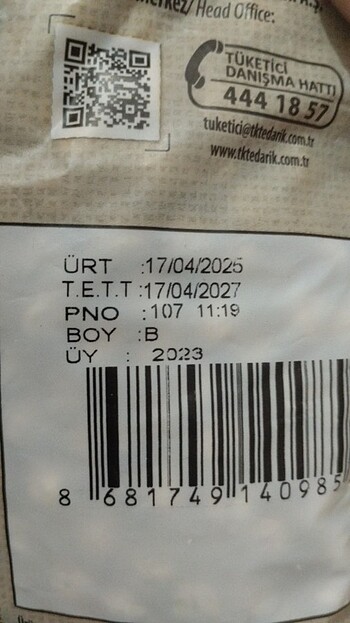 Head Office:
TÜKETİCİ
DANIŞMA HATTI
444 18 57
tuketici@tktedarik.com.tr
www.tktedarik.com.tr
ÜRT :17/04/2025
T.E.T.T :17/04/2027
PNO :107 11:19
BOY :B
ÜY : 2023
8 681749 140985